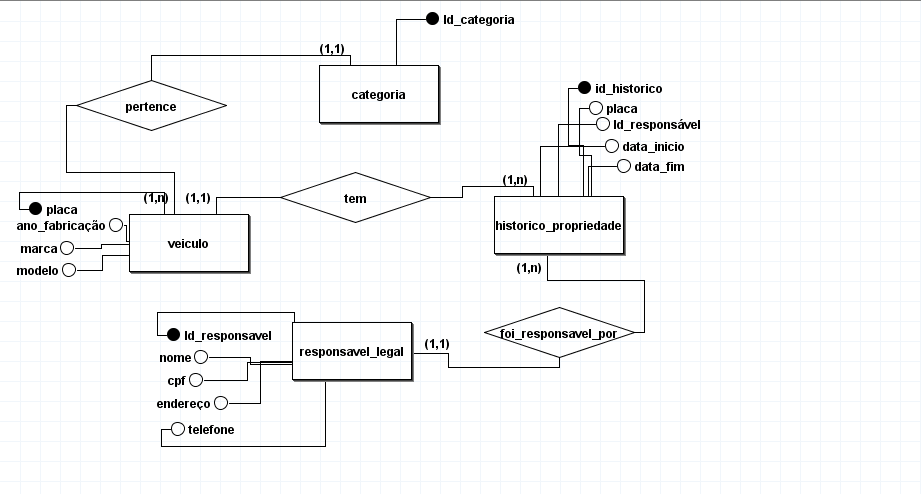 Id_categoria
(1,1)
categoria
pertence
id_historico
placa
Id_responsável
data_inicio
data_fim
(1,n)
(1,1)
tem
(1,n)
placa
ano_fabricação
marca
modelo
veiculo
historico_propriedade
(1,n)
Id_responsavel
nome
cpf
endereço
telefone
responsavel_legal
(1,1)
foi_responsavel_por